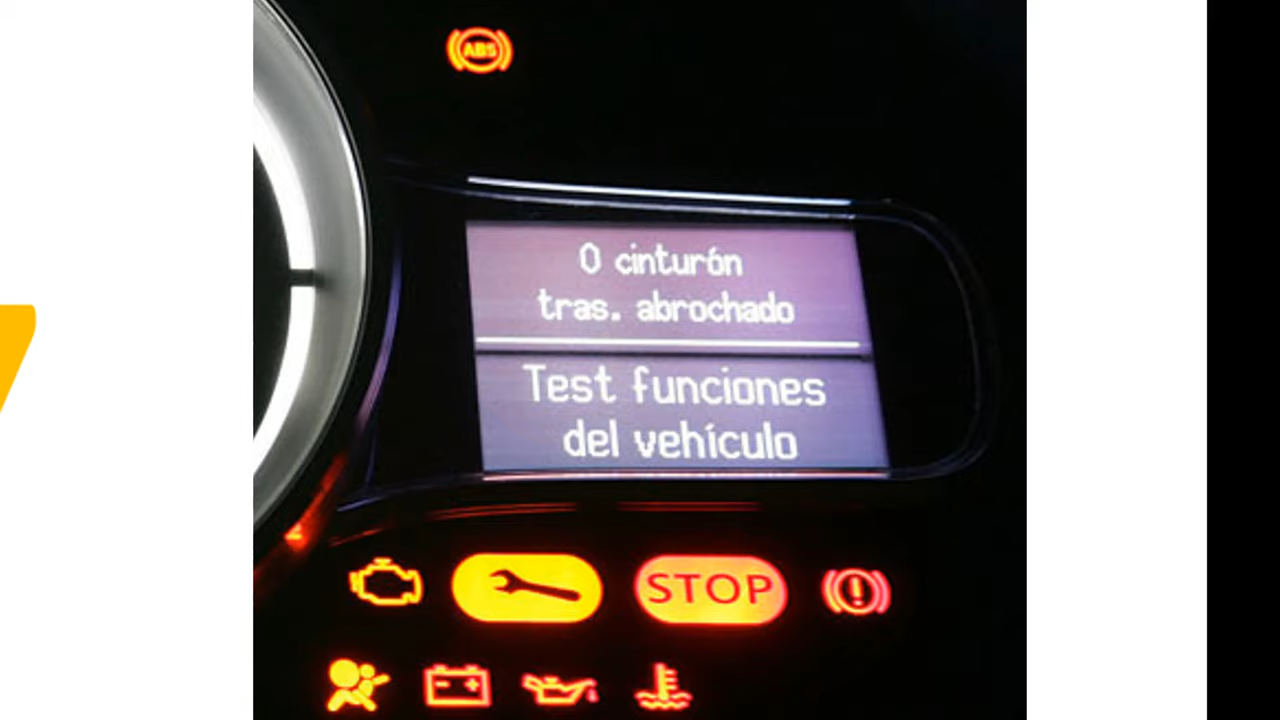 ABS
0 cinturón
tras. abrochado
Test funciones
del vehículo
STOP